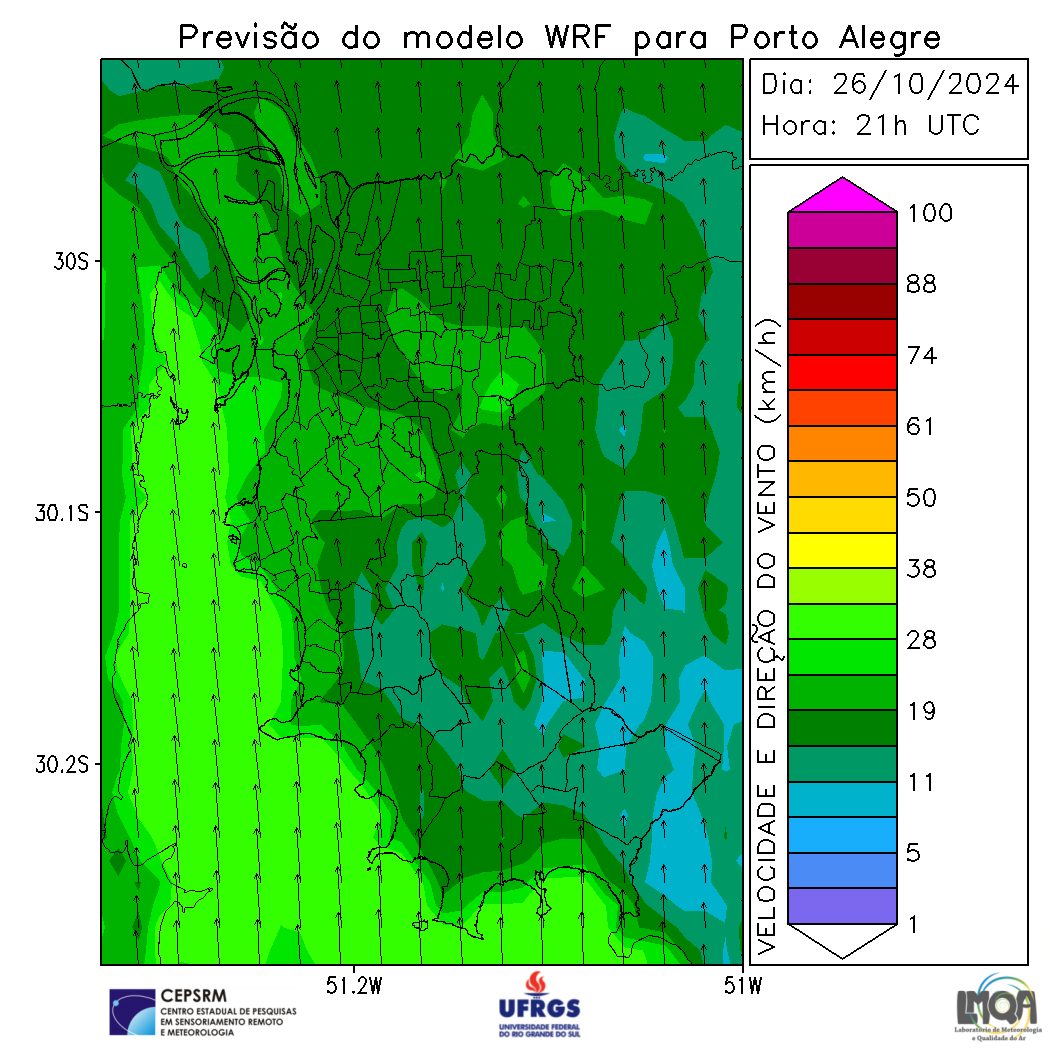 Previsão do modelo WRF para Porto Alegre
Dia: 26/10/2024
Hora: 21h UTC
30S
30.1S
30.2S
51.2W
51W
VELOCIDADE E DIREÇÃO DO VENTO (km/h)
100
88
74
61
50
38
28
19
11
5
1
CEPSRM
CENTRO ESTADUAL DE PESQUISAS
EM SENSORIAMENTO REMOTO
E METEOROLOGIA
UFRGS
UNIVERSIDADE FEDERAL
DO RIO GRANDE DO SUL
LMQA
Laboratório de Meteorologia
e Qualidade do Ar